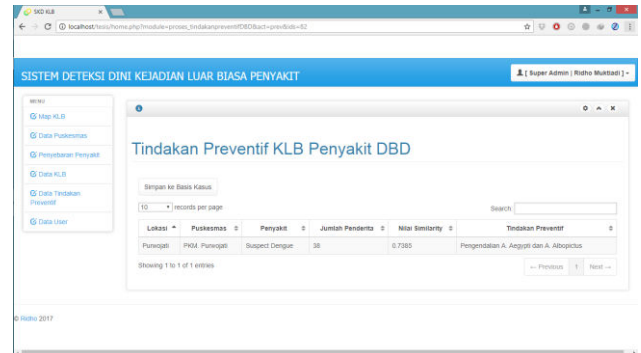 SKD KLB
localhost/tesis/home.php?module=proses_tindakanpreventifDBD&act=prev&idx=62
SISTEM DETEKSI DINI KEJADIAN LUAR BIASA PENYAKIT
[ Super Admin | Ridho Muktiadi ]
MENU
Map KLB
Data Puskesmas
Penyebaran Penyakit
Data KLB
Data Tindakan
Preventif
Data User
Tindakan Preventif KLB Penyakit DBD
Simpan ke Basis Kasus
10 records per page
Search:
Lokasi Puskesmas Penyakit Jumlah Penderita Nilai Similarity Tindakan Preventif
Purwojati PKM. Purwojati Suspect Dengue 38 0.7385 Pengendalian A. Aegypti dan A. Albopictus
Showing 1 to 1 of 1 entries
← Previous 1 Next →
© Ridho 2017